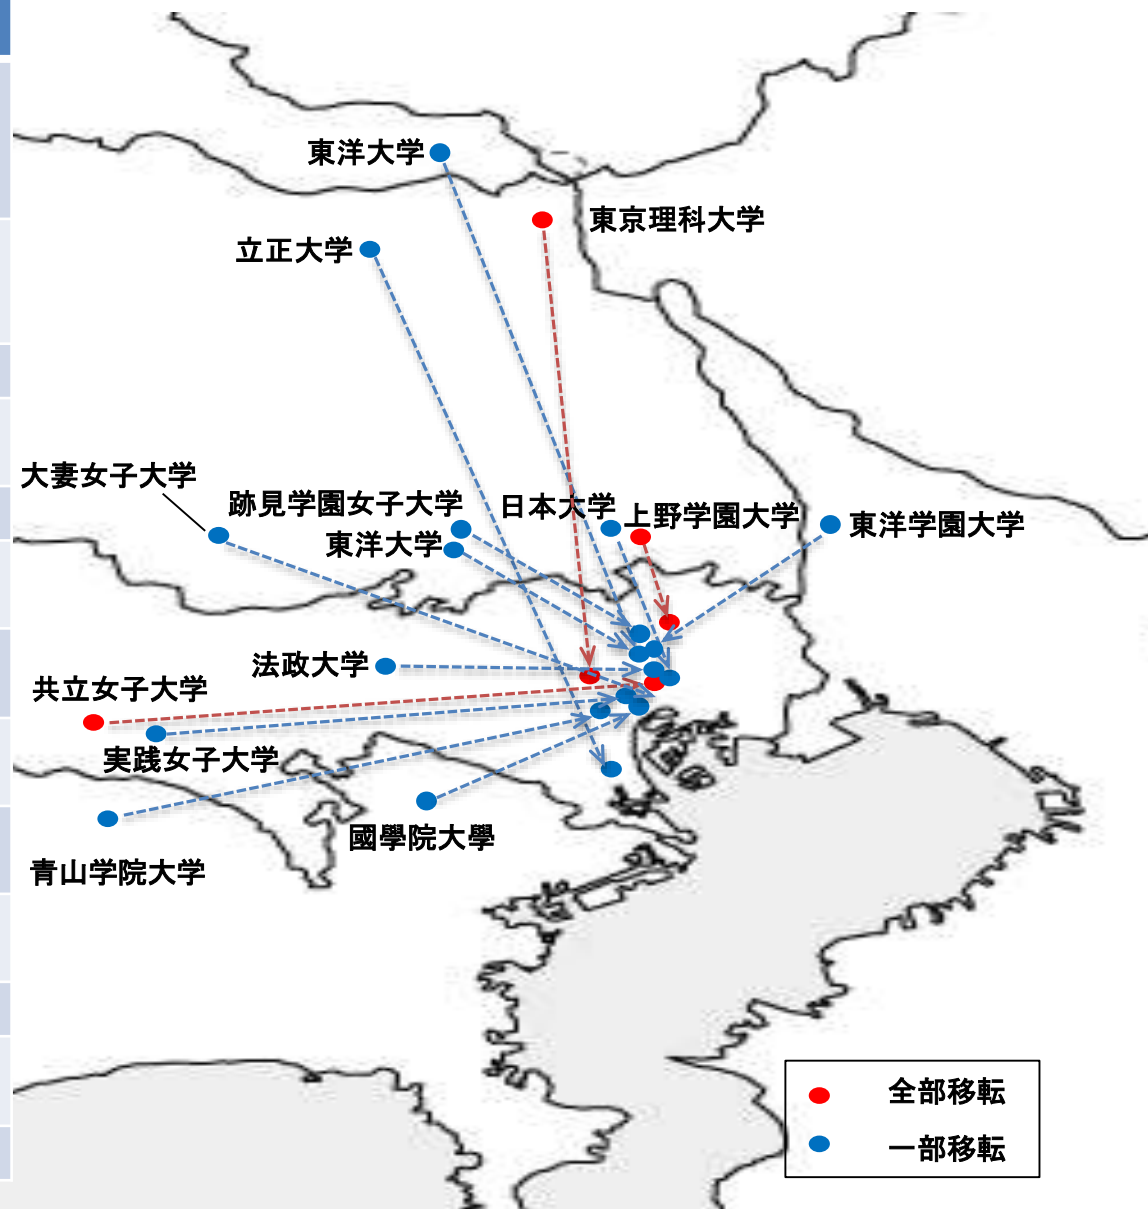 東洋大学
東京理科大学
立正大学
大妻女子大学
跡見学園女子大学
日本大学
上野学園大学
東洋学園大学
東洋大学
法政大学
共立女子大学
実践女子大学
國學院大學
青山学院大学
全部移転
一部移転